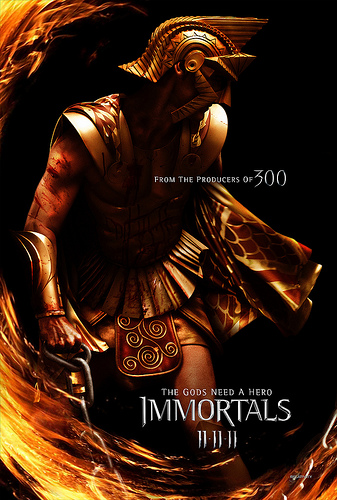 FROM THE PRODUCERS OF 300
THE GODS NEED A HERO
IMMORTALS
11 11 11